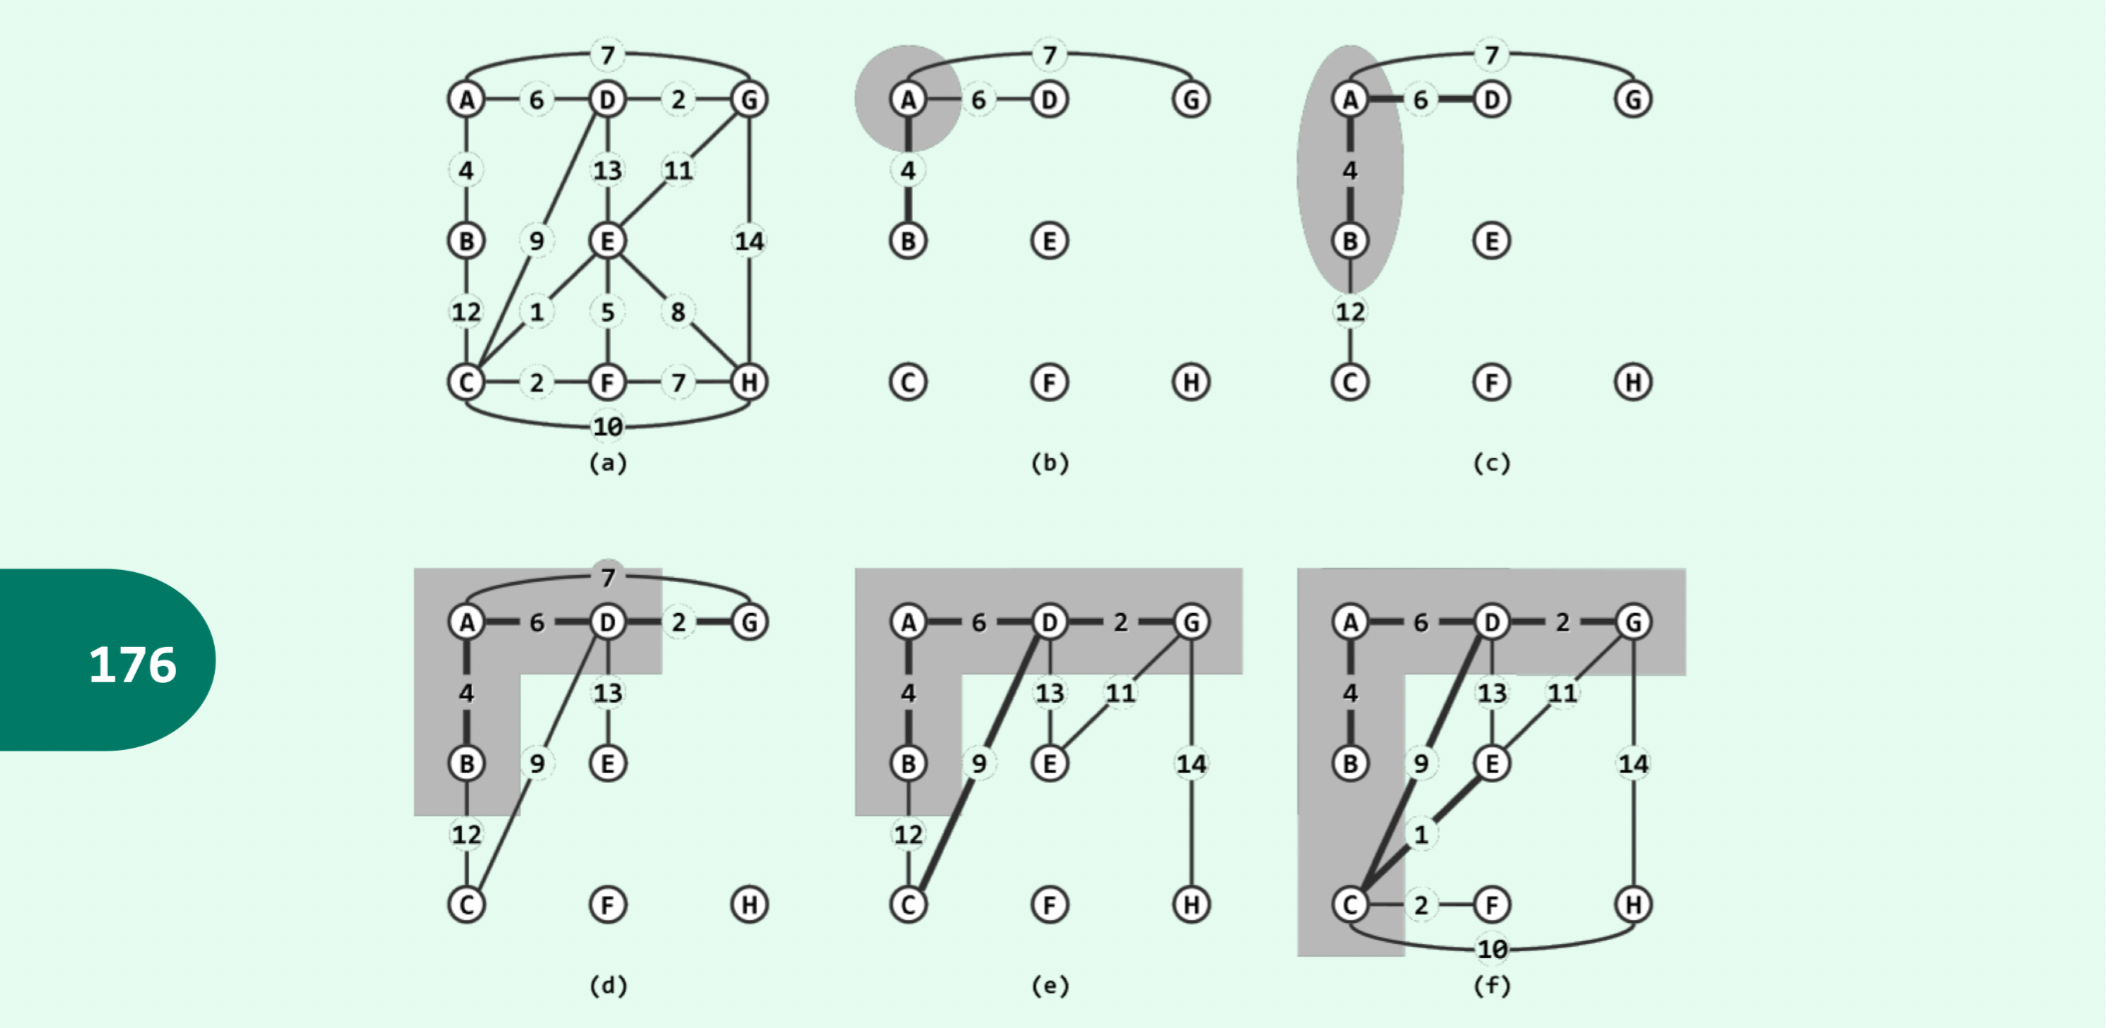 7 7 7
A 6 D 2 G A 6 D G A 6 D G
4 13 11 4 4
B 9 E 14 B E B E
12 1 5 8 12
C 2 F 7 H C F H C F H
10
(a) (b) (c)
7
A 6 D 2 G A 6 D 2 G A 6 D 2 G
176 4 13 4 13 11 4 13 11
B 9 E B 9 E 14 B 9 E 14
12 12 1
C F H C F H C 2 F H
10
(d) (e) (f)